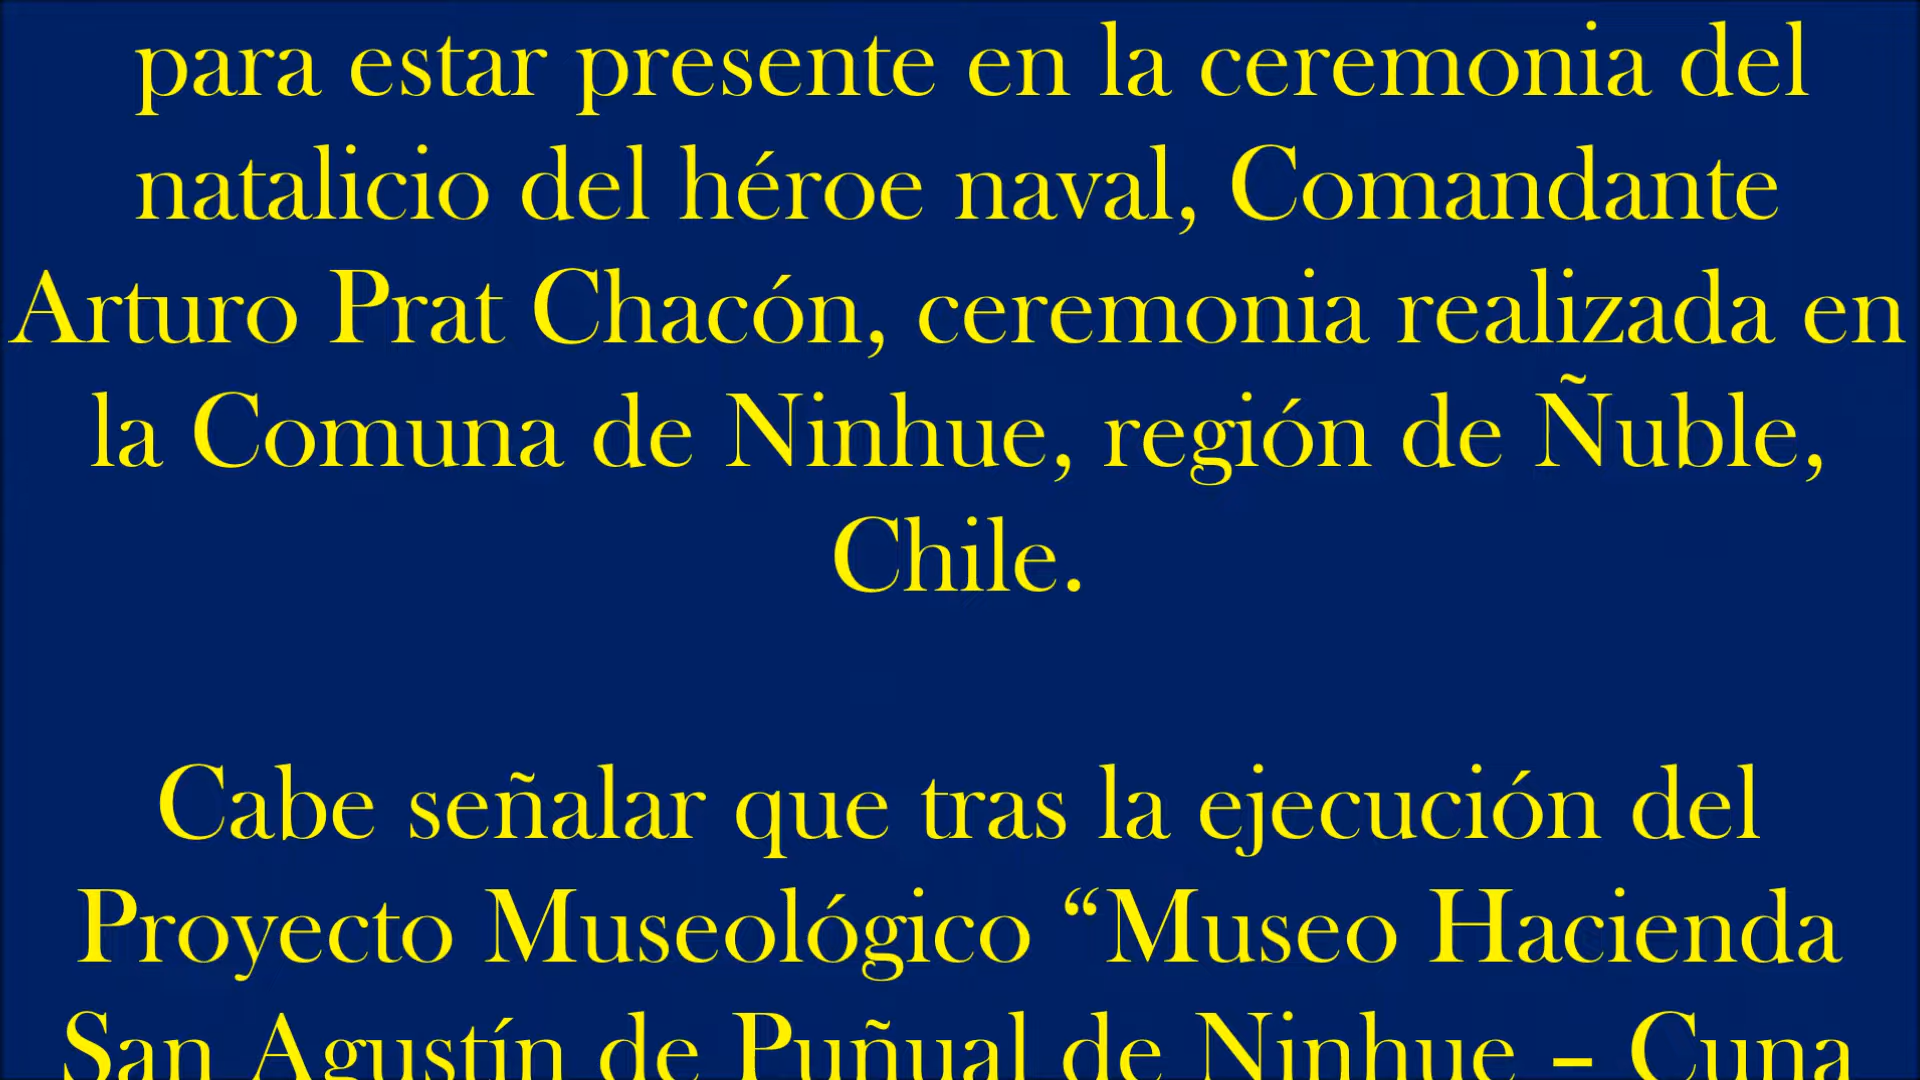 para estar presente en la ceremonia del
natalicio del héroe naval, Comandante
Arturo Prat Chacón, ceremonia realizada en
la Comuna de Ninhue, región de Ñuble,
Chile.
Cabe señalar que tras la ejecución del
Proyecto Museológico “Museo Hacienda
San Agustín de Puñual de Ninhue – Cuna